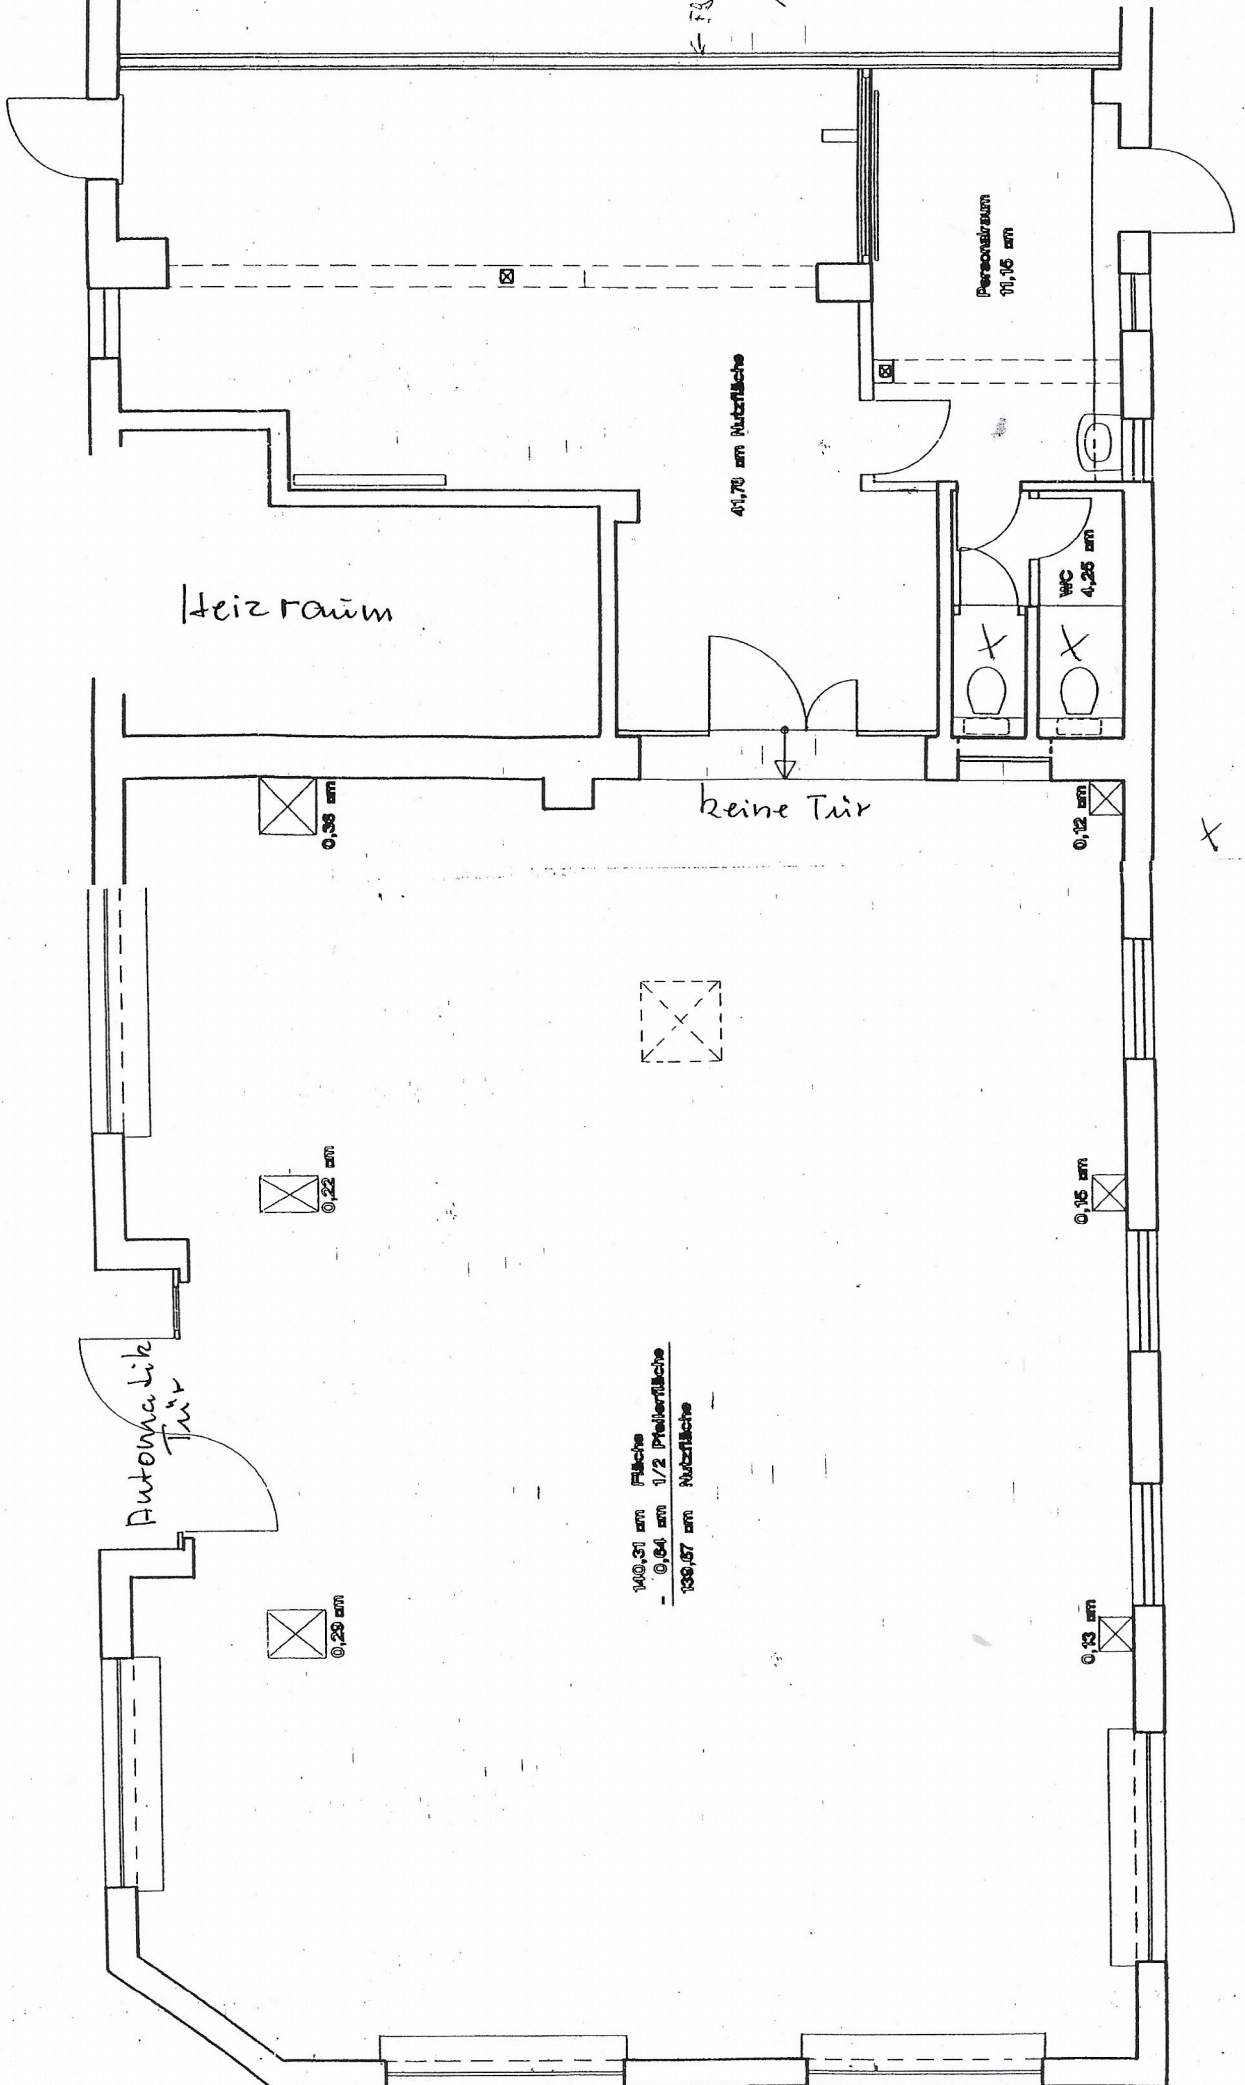 Personalraum
11,15 qm
41,76 qm Nutzfläche
WC
4,25 qm
Heizraum
keine Tür
0,36 qm
0,12 qm
0,22 qm
0,15 qm
Automatik
Tür
140,31 qm Fläche
- 0,64 qm 1/2 Pfeilerfläche
139,67 qm Nutzfläche
0,29 qm
0,13 qm